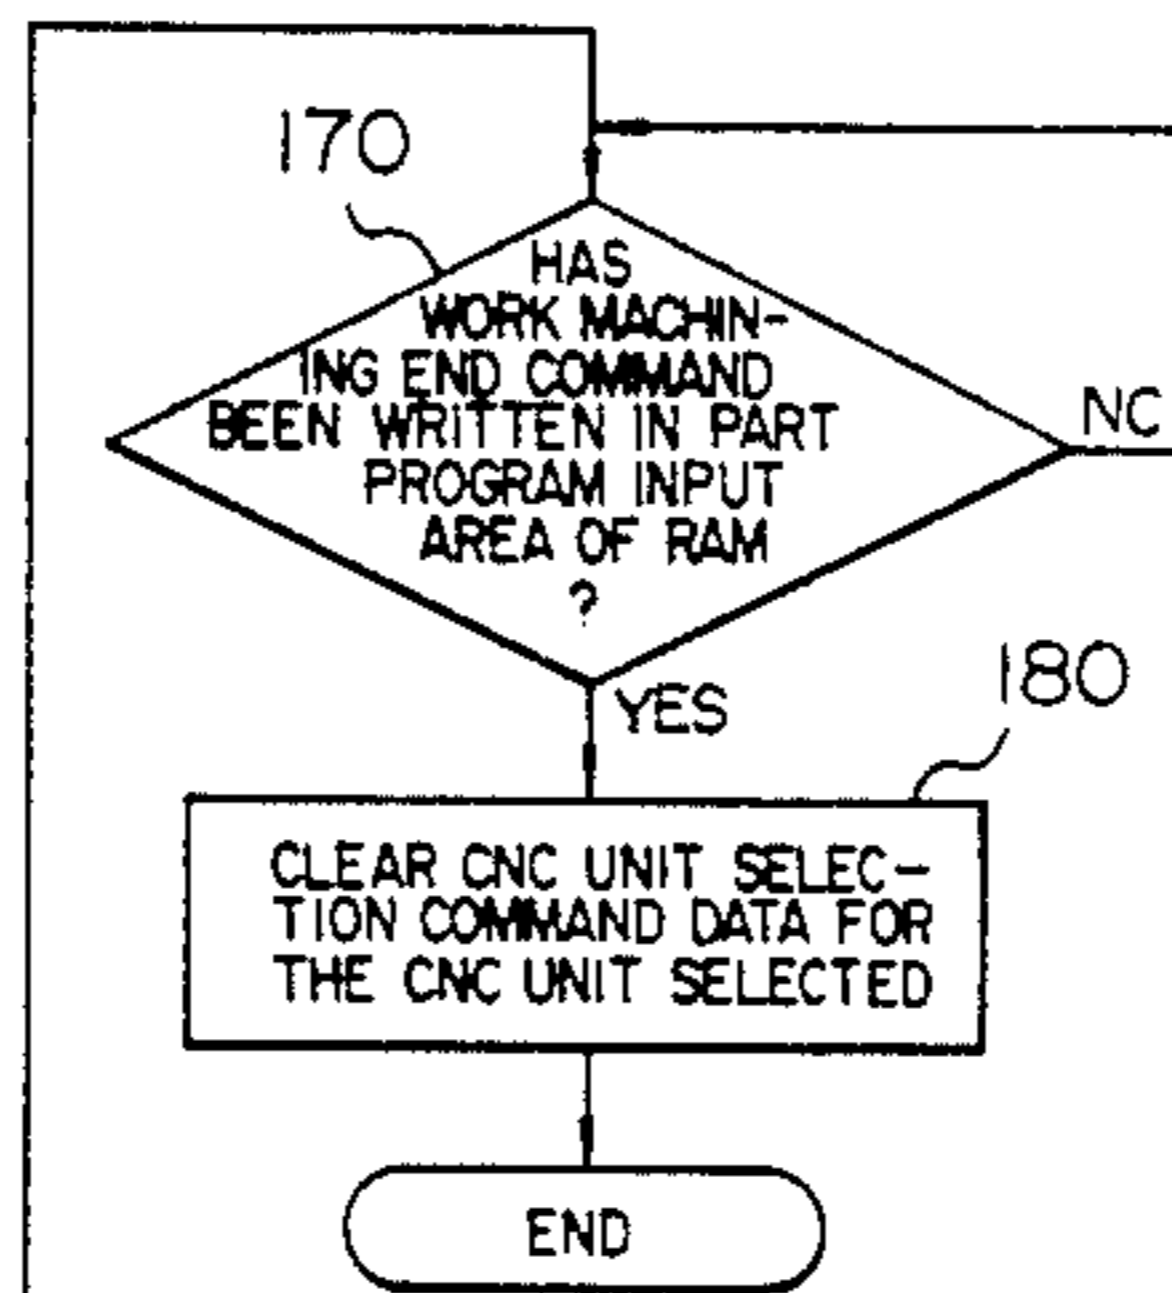 170
HAS
WORK MACHIN-
ING END COMMAND
BEEN WRITTEN IN PART
PROGRAM INPUT
AREA OF RAM
?
NC
YES
180
CLEAR CNC UNIT SELEC-
TION COMMAND DATA FOR
THE CNC UNIT SELECTED
END